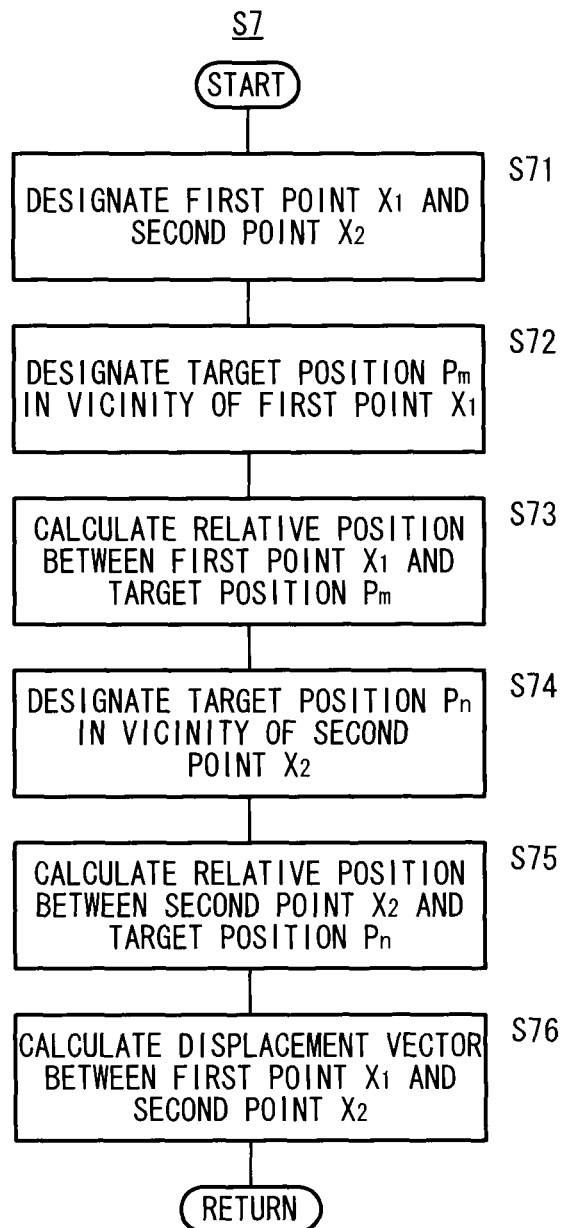 S7
START
S71
DESIGNATE FIRST POINT X1 AND
SECOND POINT X2
S72
DESIGNATE TARGET POSITION Pm
IN VICINITY OF FIRST POINT X1
S73
CALCULATE RELATIVE POSITION
BETWEEN FIRST POINT X1 AND
TARGET POSITION Pm
S74
DESIGNATE TARGET POSITION Pn
IN VICINITY OF SECOND
POINT X2
S75
CALCULATE RELATIVE POSITION
BETWEEN SECOND POINT X2 AND
TARGET POSITION Pn
S76
CALCULATE DISPLACEMENT VECTOR
BETWEEN FIRST POINT X1 AND
SECOND POINT X2
RETURN